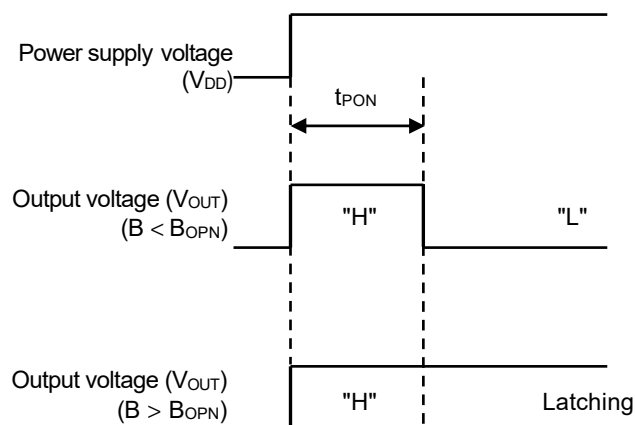 Power supply voltage
(VDD)
tPON
Output voltage (VOUT)
(B < BOPN)
"H"
"L"
Output voltage (VOUT)
(B > BOPN)
"H"
Latching